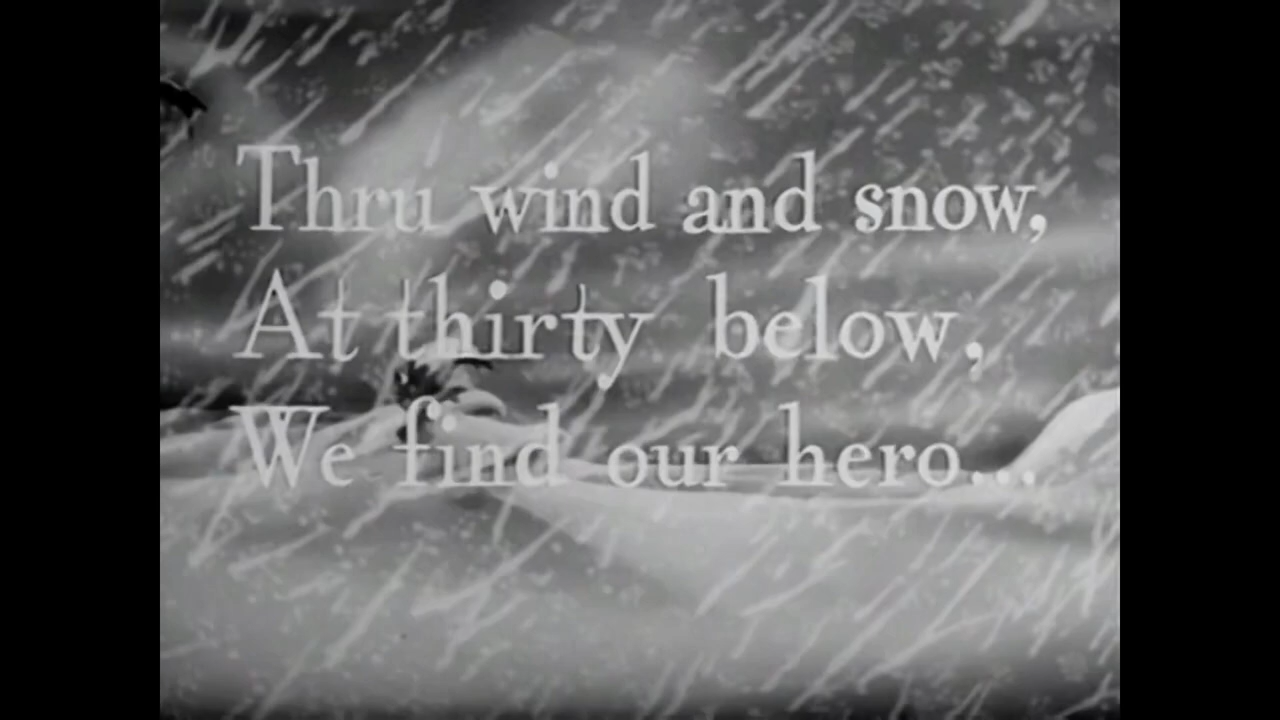 Thru wind and snow,
At thirty below,
We find our hero...